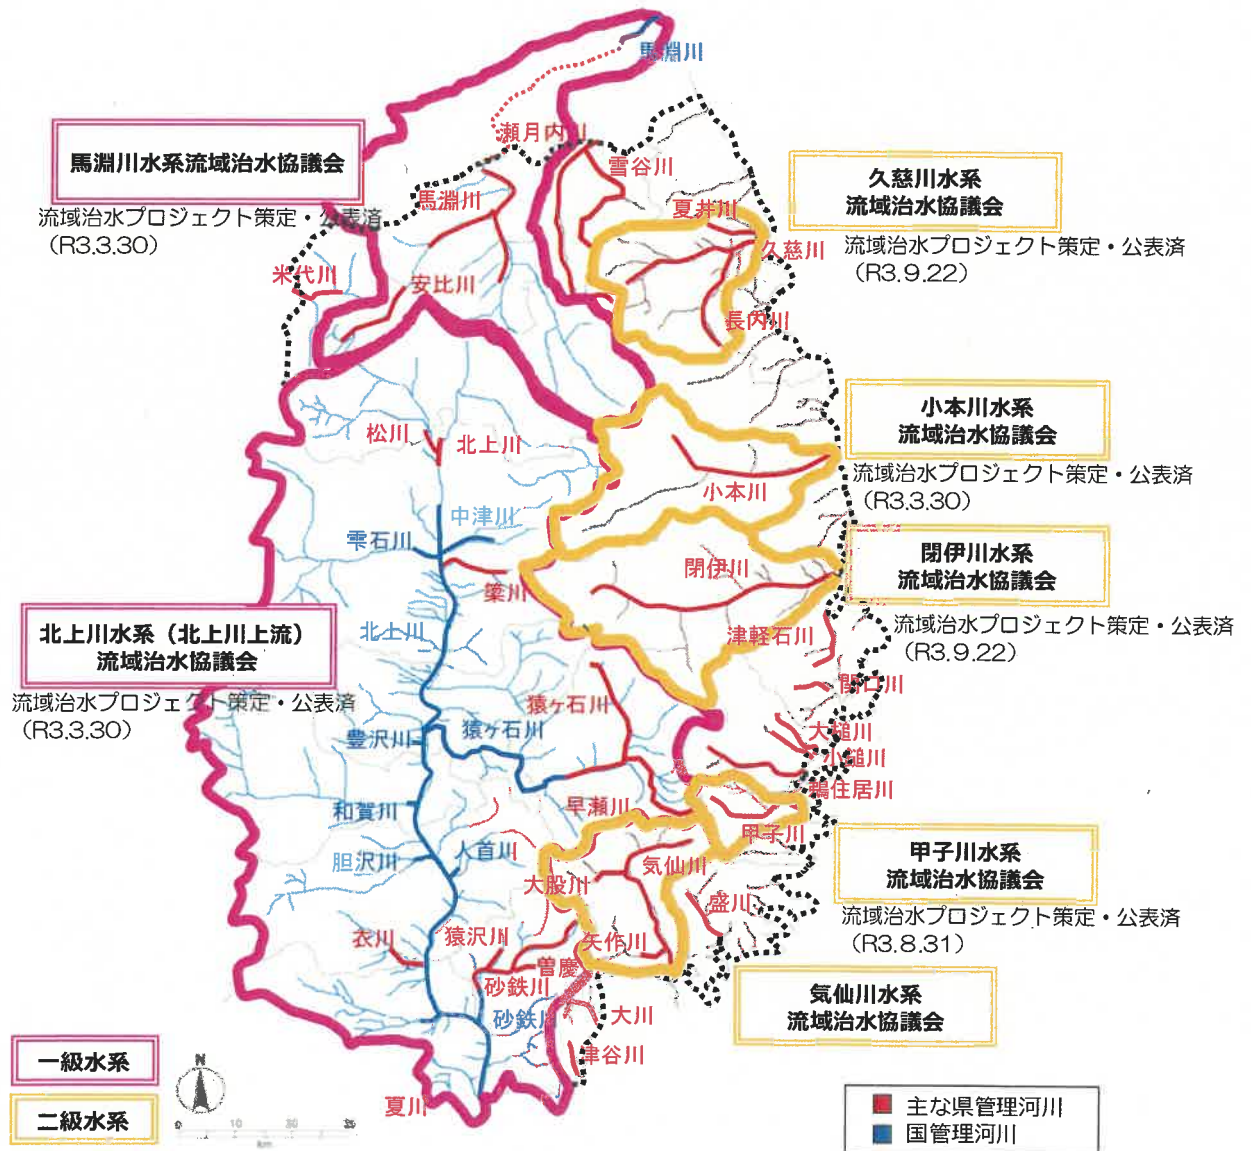 馬淵川
瀬月内川
雪谷川
馬淵川水系流域治水協議会
流域治水プロジェクト策定・公表済
(R3.3.30)
馬淵川
夏井川
久慈川水系
流域治水協議会
流域治水プロジェクト策定・公表済
(R3.9.22)
久慈川
米代川
安比川
長内川
小本川水系
流域治水協議会
流域治水プロジェクト策定・公表済
(R3.3.30)
松川
北上川
小本川
中津川
雫石川
閉伊川水系
流域治水協議会
流域治水プロジェクト策定・公表済
(R3.9.22)
閉伊川
簗川
北上川
津軽石川
北上川水系(北上川上流)
流域治水協議会
流域治水プロジェクト策定・公表済
(R3.3.30)
関口川
猿ヶ石川
猿ヶ石川
豊沢川
大槌川
小鎚川
鵜住居川
早瀬川
和賀川
甲子川
甲子川水系
流域治水協議会
流域治水プロジェクト策定・公表済
(R3.8.31)
胆沢川
人首川
気仙川
大股川
盛川
衣川
猿沢川
矢作川
曽慶
砂鉄川
気仙川水系
流域治水協議会
砂鉄川
大川
津谷川
夏川
一級水系
二級水系
N
0 10 20 35
km
主な県管理河川
国管理河川